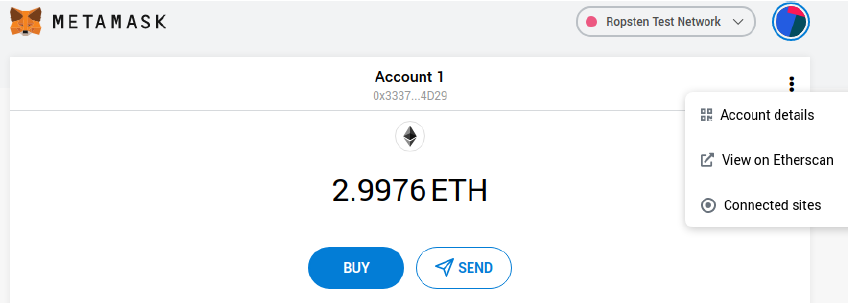 METAMASK
Ropsten Test Network
Account 1
0x3337...4D29
Account details
View on Etherscan
Connected sites
2.9976 ETH
BUY
SEND